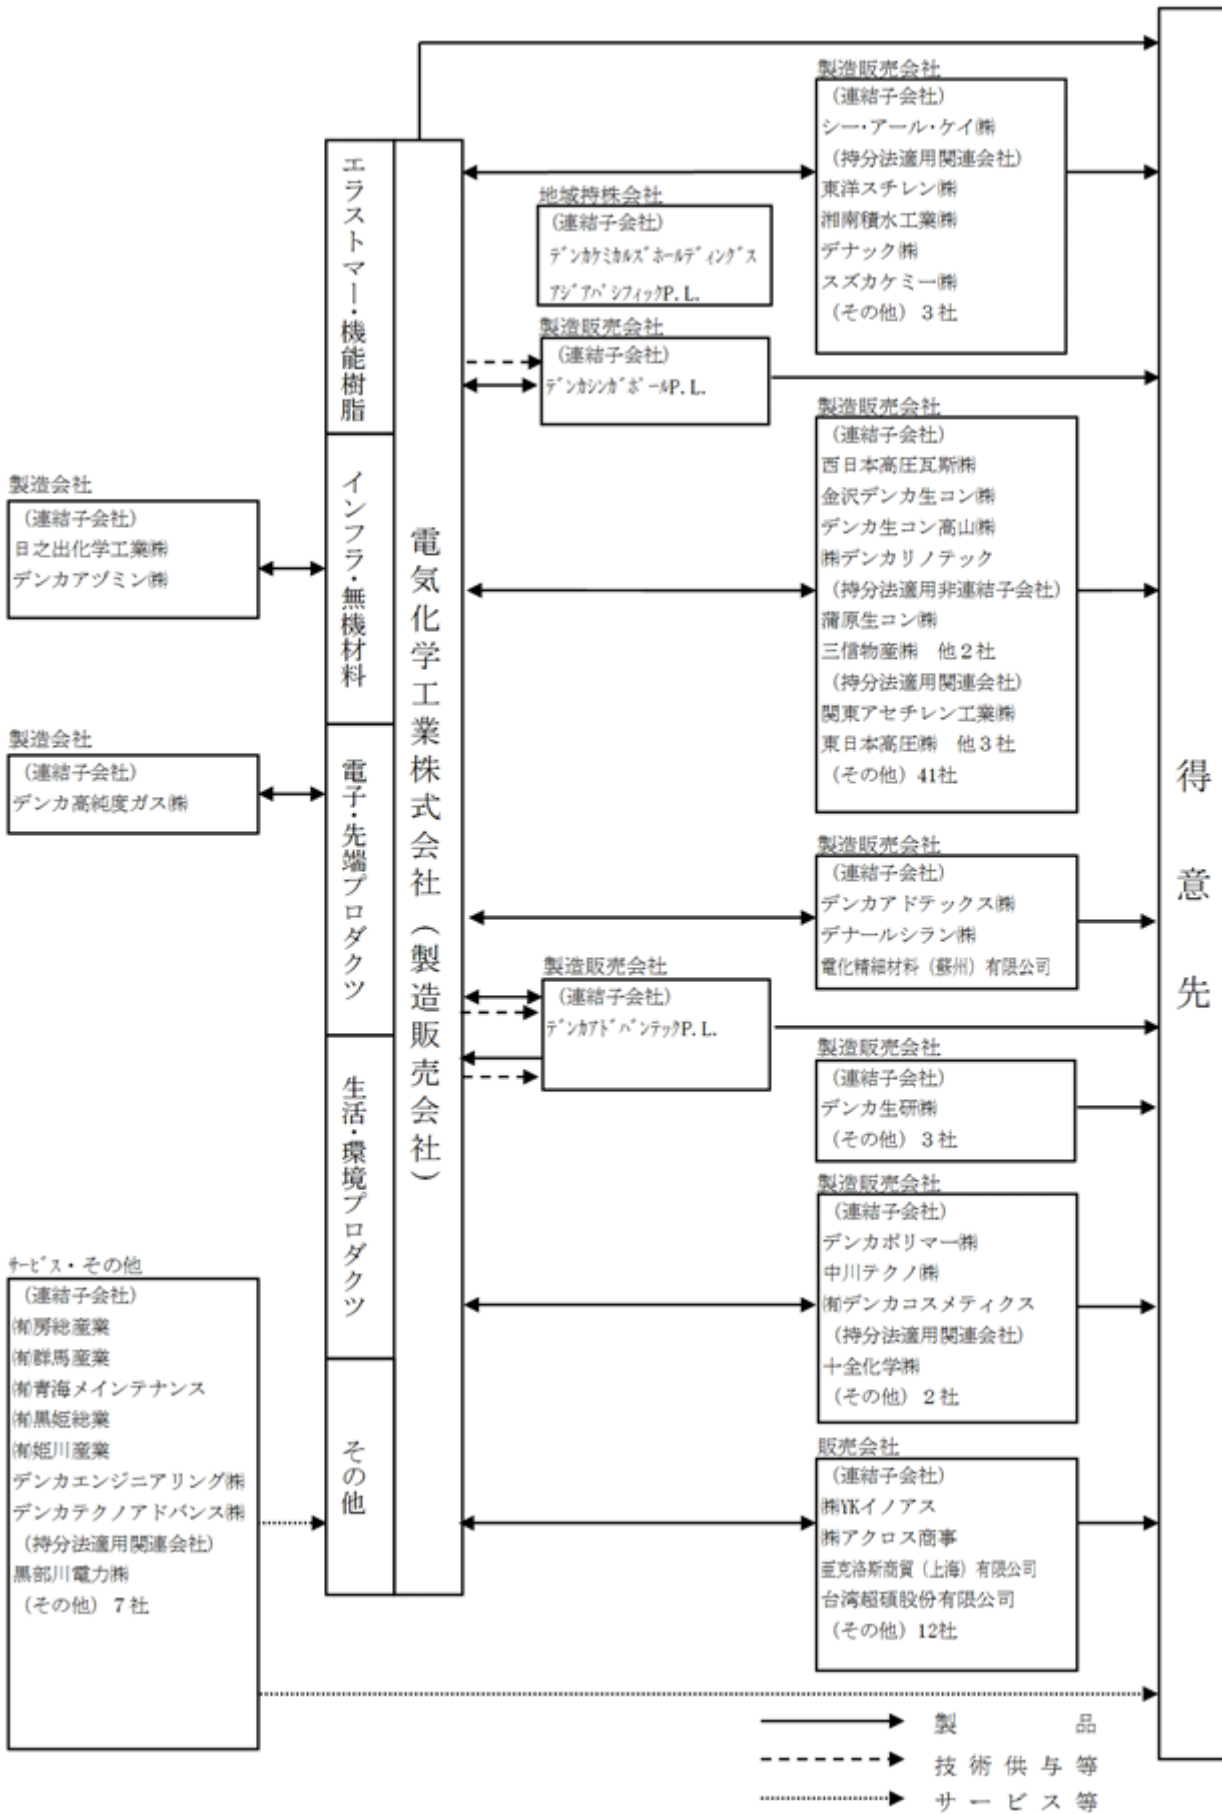 製造会社
（連結子会社）
日之出化学工業㈱
デンカアヅミン㈱
製造会社
（連結子会社）
デンカ高純度ガス㈱
ｻｰﾋﾞｽ・その他
（連結子会社）
㈲房総産業
㈲群馬産業
㈲青海メインテナンス
㈲黒姫総業
㈲姫川産業
デンカエンジニアリング㈱
デンカテクノアドバンス㈱
（持分法適用関連会社）
黒部川電力㈱
（その他）７社
エラストマー・機能樹脂
インフラ・無機材料
電子・先端プロダクツ
生活・環境プロダクツ
その他
電気化学工業株式会社（製造販売会社）
地域持株会社
（連結子会社）
ﾃﾞﾝｶｹﾐｶﾙｽﾞﾎｰﾙﾃﾞｨﾝｸﾞｽ
ｱｼﾞｱﾊﾟｼﾌｨｯｸP.L.
製造販売会社
（連結子会社）
ﾃﾞﾝｶｼﾝｶﾞﾎﾟｰﾙP.L.
製造販売会社
（連結子会社）
ﾃﾞﾝｶｱﾄﾞﾊﾞﾝﾃｯｸP.L.
製造販売会社
（連結子会社）
シー・アール・ケイ㈱
（持分法適用関連会社）
東洋スチレン㈱
湘南積水工業㈱
デナック㈱
スズカケミー㈱
（その他）３社
製造販売会社
（連結子会社）
西日本高圧瓦斯㈱
金沢デンカ生コン㈱
デンカ生コン高山㈱
㈱デンカリノテック
（持分法適用非連結子会社）
蒲原生コン㈱
三信物産㈱　他２社
（持分法適用関連会社）
関東アセチレン工業㈱
東日本高圧㈱　他３社
（その他）41社
製造販売会社
（連結子会社）
デンカアドテックス㈱
デナールシラン㈱
電化精細材料（蘇州）有限公司
製造販売会社
（連結子会社）
デンカ生研㈱
（その他）３社
製造販売会社
（連結子会社）
デンカポリマー㈱
中川テクノ㈱
㈲デンカコスメティクス
（持分法適用関連会社）
十全化学㈱
（その他）２社
販売会社
（連結子会社）
㈱YKイノアス
㈱アクロス商事
亜克洛斯商貿（上海）有限公司
台湾超碩股份有限公司
（その他）12社
得意先
製品
技術供与等
サービス等